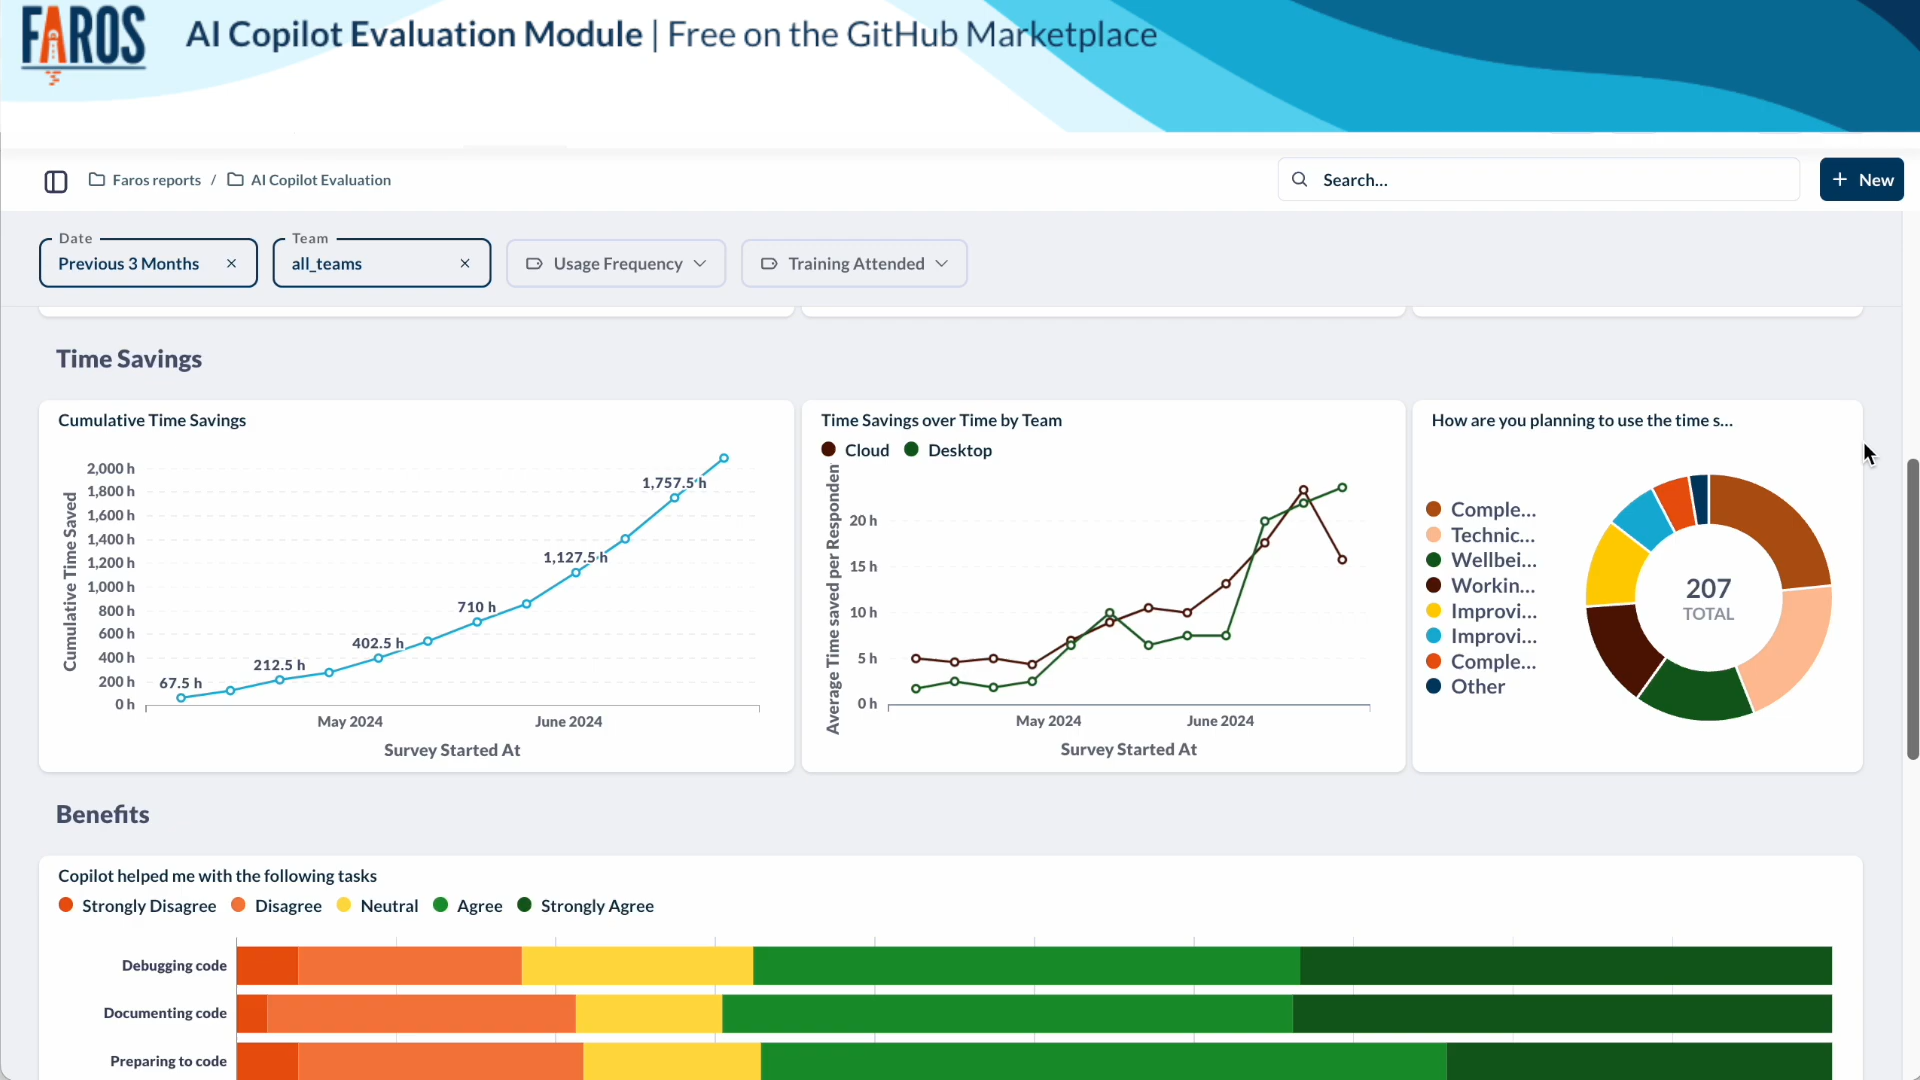 FAROS
AI Copilot Evaluation Module | Free on the GitHub Marketplace
Faros reports / AI Copilot Evaluation
Search...
+ New
Date
Previous 3 Months ×
Team
all_teams ×
Usage Frequency
Training Attended
Time Savings
Cumulative Time Savings
2,000 h
1,800 h
1,600 h
1,400 h
1,200 h
1,000 h
800 h
600 h
400 h
200 h
0 h
Cumulative Time Saved
67.5 h
212.5 h
402.5 h
710 h
1,127.5 h
1,757.5 h
May 2024
June 2024
Survey Started At
Time Savings over Time by Team
Cloud
Desktop
Average Time saved per Responden
20 h
15 h
10 h
5 h
0 h
May 2024
June 2024
Survey Started At
How are you planning to use the time s...
Comple...
Technic...
Wellbei...
Workin...
Improvi...
Improvi...
Comple...
Other
207
TOTAL
Benefits
Copilot helped me with the following tasks
Strongly Disagree
Disagree
Neutral
Agree
Strongly Agree
Debugging code
Documenting code
Preparing to code